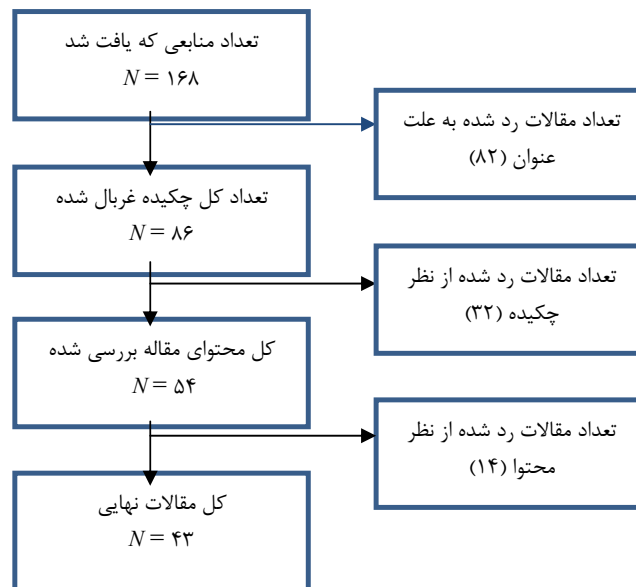 تعداد منابعی که یافت شد
N = ۱۶۸
تعداد مقالات رد شده به علت
عنوان (۸۲)
تعداد کل چکیده غربال شده
N = ۸۶
تعداد مقالات رد شده از نظر
چکیده (۳۲)
کل محتوای مقاله بررسی شده
N = ۵۴
تعداد مقالات رد شده از نظر
محتوا (۱۴)
کل مقالات نهایی
N = ۴۳